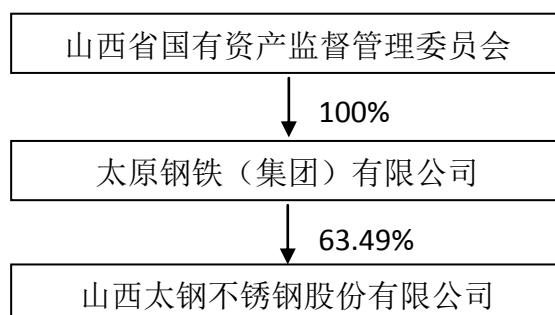 山西省国有资产监督管理委员会
100%
太原钢铁（集团）有限公司
63.49%
山西太钢不锈钢股份有限公司